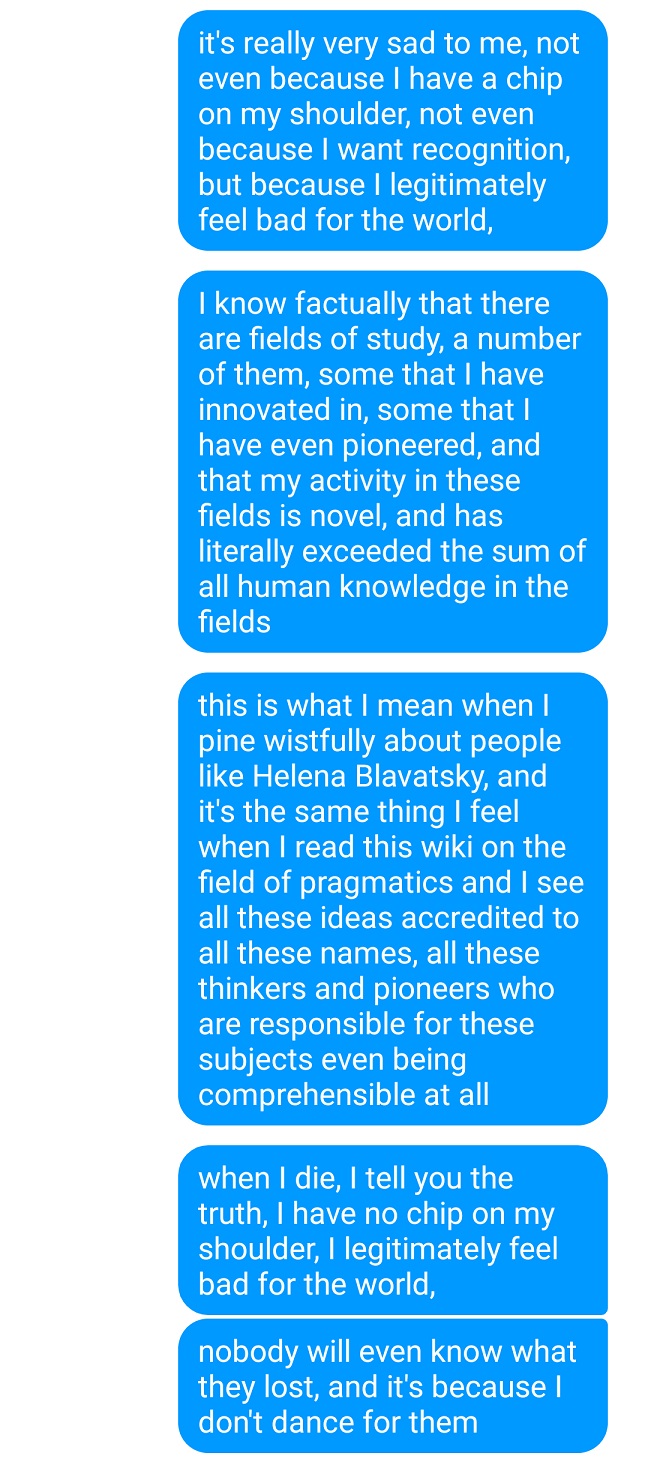 it's really very sad to me, not
even because I have a chip
on my shoulder, not even
because I want recognition,
but because I legitimately
feel bad for the world,
I know factually that there
are fields of study, a number
of them, some that I have
innovated in, some that I
have even pioneered, and
that my activity in these
fields is novel, and has
literally exceeded the sum of
all human knowledge in the
fields
this is what I mean when I
pine wistfully about people
like Helena Blavatsky, and
it's the same thing I feel
when I read this wiki on the
field of pragmatics and I see
all these ideas accredited to
all these names, all these
thinkers and pioneers who
are responsible for these
subjects even being
comprehensible at all
when I die, I tell you the
truth, I have no chip on my
shoulder, I legitimately feel
bad for the world,
nobody will even know what
they lost, and it's because I
don't dance for them